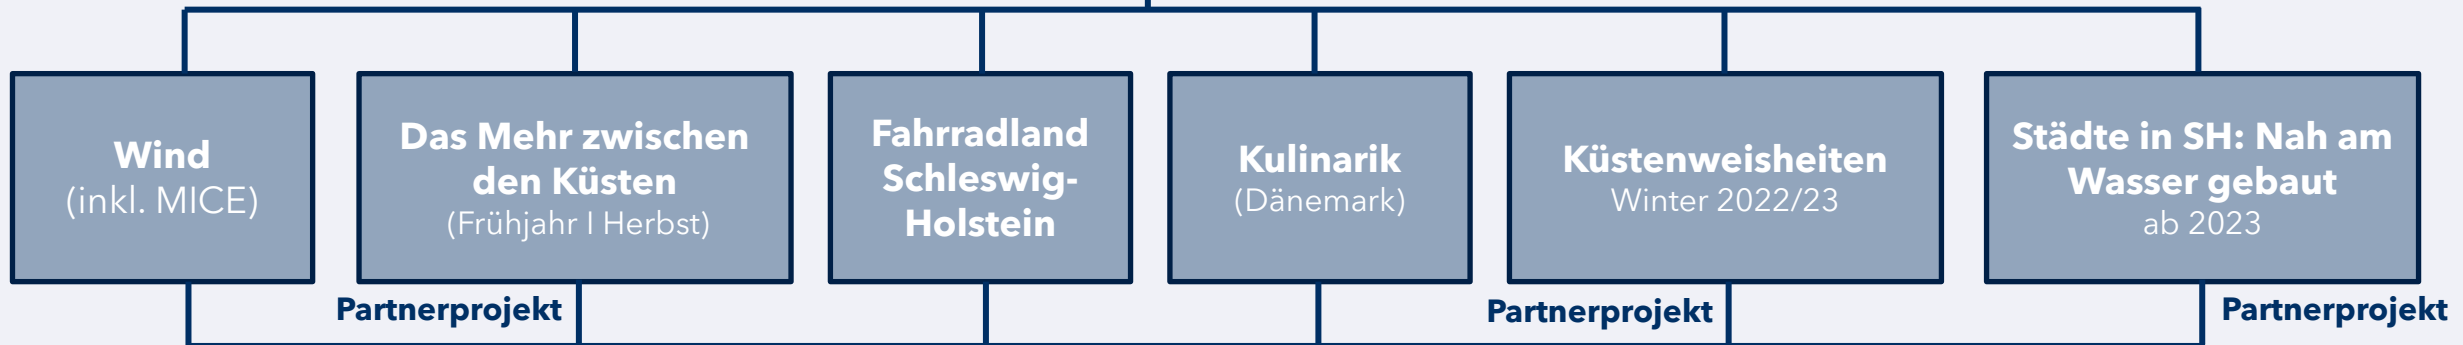 Wind
(inkl. MICE)
Das Mehr zwischen
den Küsten
(Frühjahr I Herbst)
Fahrradland
Schleswig-
Holstein
Kulinarik
(Dänemark)
Küstenweisheiten
Winter 2022/23
Städte in SH: Nah am
Wasser gebaut
ab 2023
Partnerprojekt
Partnerprojekt
Partnerprojekt